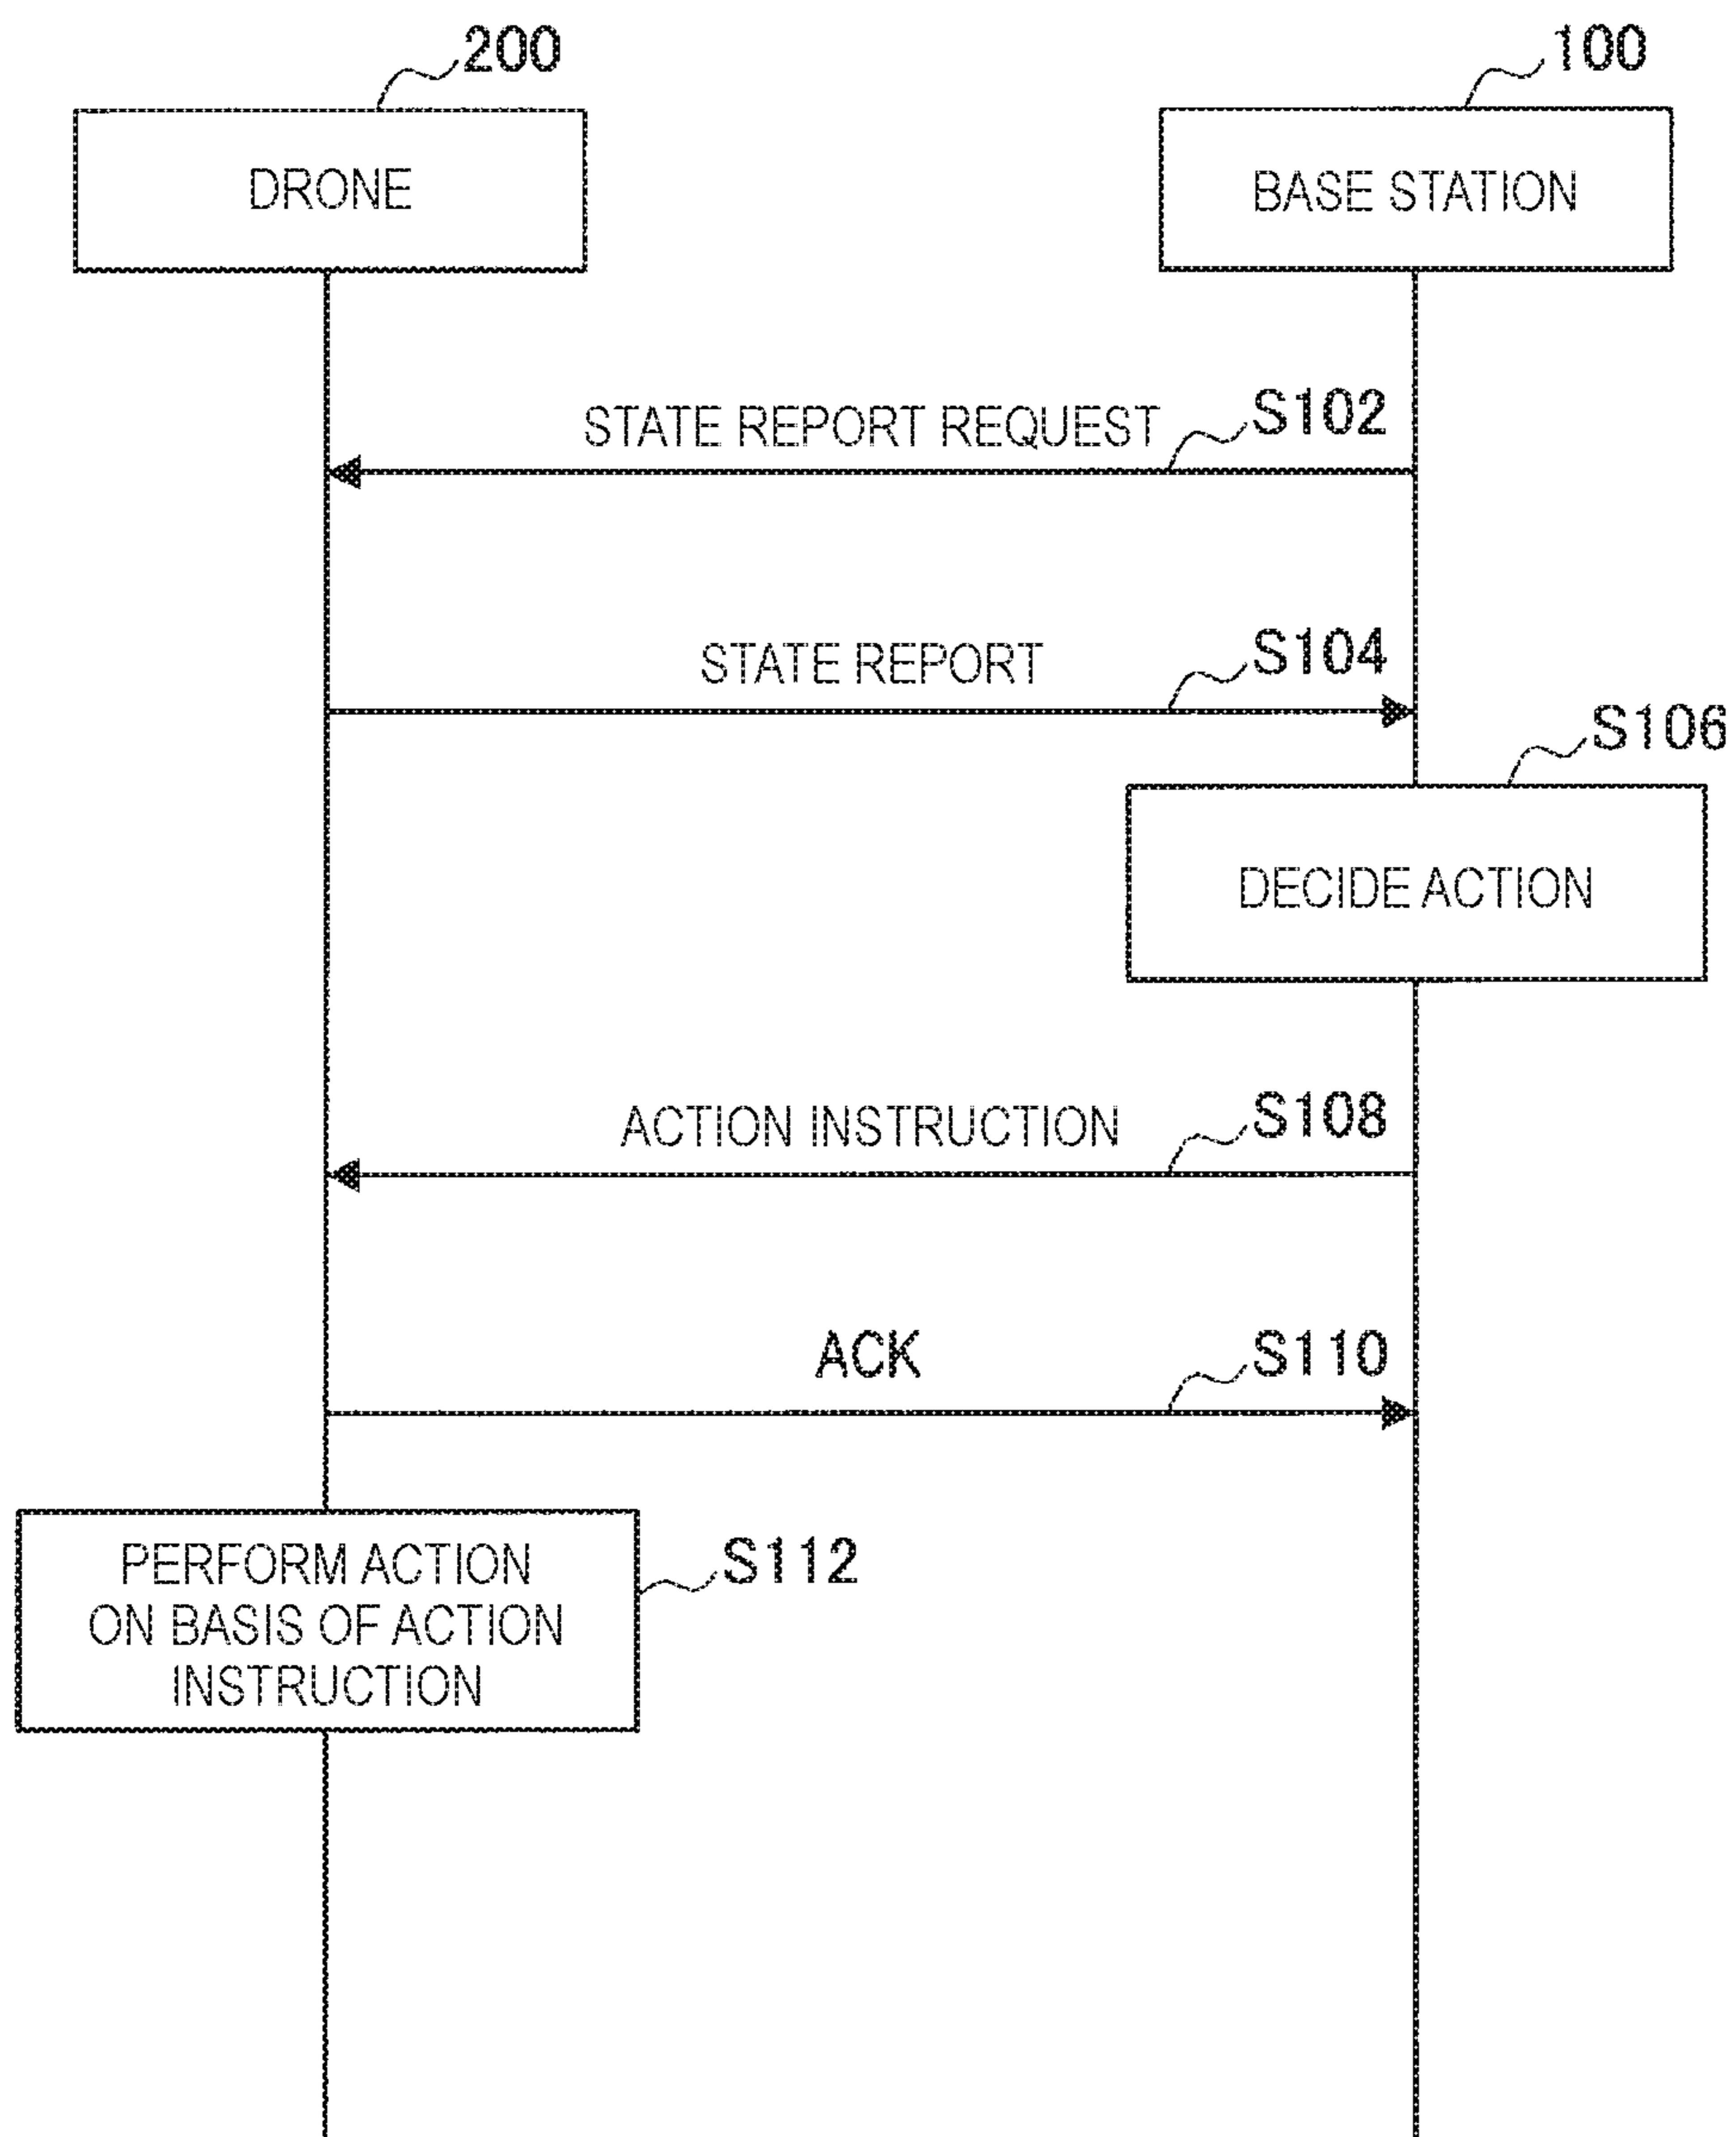 200
100
DRONE
BASE STATION
STATE REPORT REQUEST
S102
STATE REPORT
S104
S106
DECIDE ACTION
ACTION INSTRUCTION
S108
ACK
S110
PERFORM ACTION
ON BASIS OF ACTION
INSTRUCTION
S112